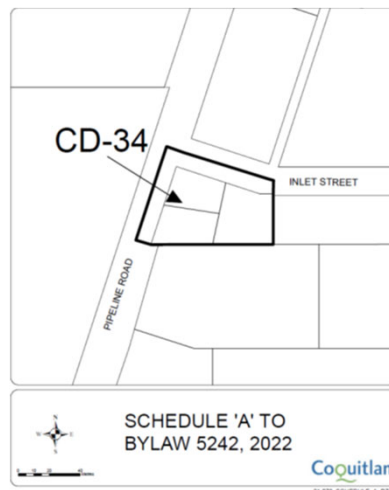 CD-34
INLET STREET
PIPELINE ROAD
N
W
E
S
SCHEDULE 'A' TO
BYLAW 5242, 2022
Coquitlam